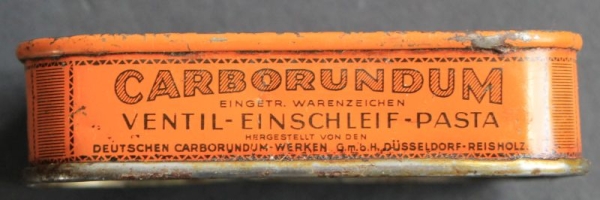 CARBORUNDUM
EINGETR. WARENZEICHEN
VENTIL-EINSCHLEIF-PASTA
HERGESTELLT VON DEN
DEUTSCHEN CARBORUNDUM-WERKEN G.m.b.H. DÜSSELDORF-REISHOLZ